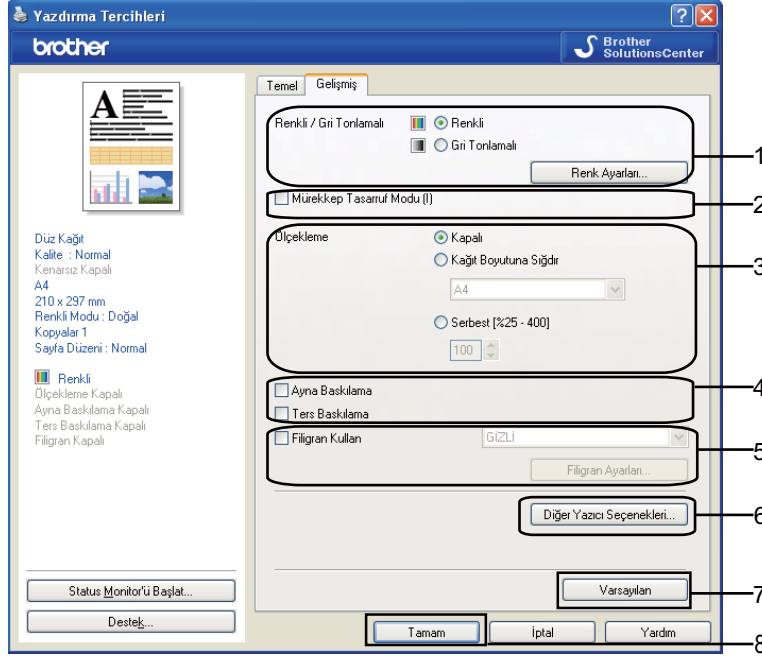 Yazdırma Tercihleri
brother
Brother
SolutionsCenter
A
Düz Kağıt
Kalite : Normal
Kenarsız Kapalı
A4
210 x 297 mm
Renkli Modu : Doğal
Kopyalar 1
Sayfa Düzeni : Normal
Renkli
Ölçekleme Kapalı
Ayna Baskılama Kapalı
Ters Baskılama Kapalı
Filigran Kapalı
Status Monitor'ü Başlat...
Destek...
Temel Gelişmiş
Renkli / Gri Tonlamalı Renkli
Gri Tonlamalı
Renk Ayarları...
1
Mürekkep Tasarruf Modu (I)
2
Ölçekleme Kapalı
Kağıt Boyutuna Sığdır
3
A4
Serbest [%25 - 400]
100
Ayna Baskılama
4
Ters Baskılama
Filigran Kullan GİZLİ
5
Filigran Ayarları...
Diğer Yazıcı Seçenekleri...
6
Varsayılan
7
Tamam İptal Yardım
8